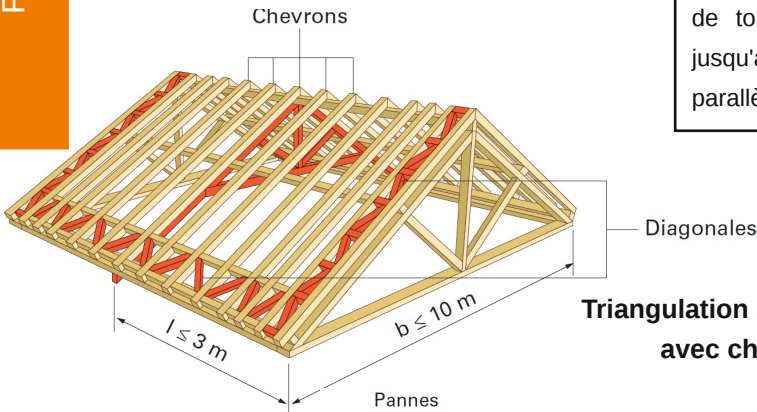 F
Chevrons
de to
jusqu'a
parallè
Diagonales
l ≤ 3 m
b ≤ 10 m
Triangulation
avec ch
Pannes